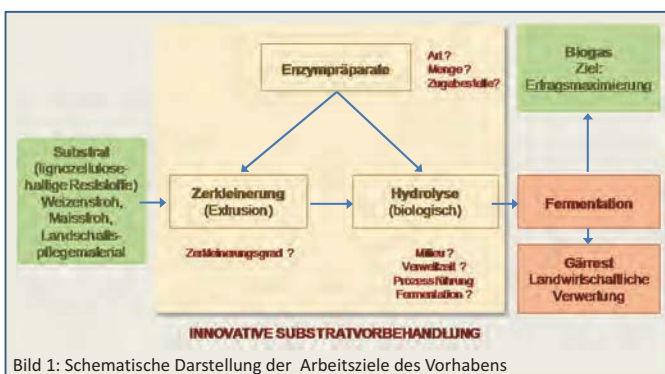 Enzympräparate
Art?
Menge?
Zugabestelle?
Biogas
Ziel:
Ertragsmaximierung
Substrat
(lignozellulose-
haltige Reststoffe)
Weizenstroh,
Maisstroh,
Landschafts-
pflegematerial
Zerkleinerung
(Extrusion)
Hydrolyse
(biologisch)
Fermentation
Zerkleinerungsgrad ?
Milieu ?
Verweilzeit ?
Prozessführung
Fermentation ?
Gärrest
Landwirtschaftliche
Verwertung
INNOVATIVE SUBSTRATVORBEHANDLUNG
Bild 1: Schematische Darstellung der Arbeitsziele des Vorhabens